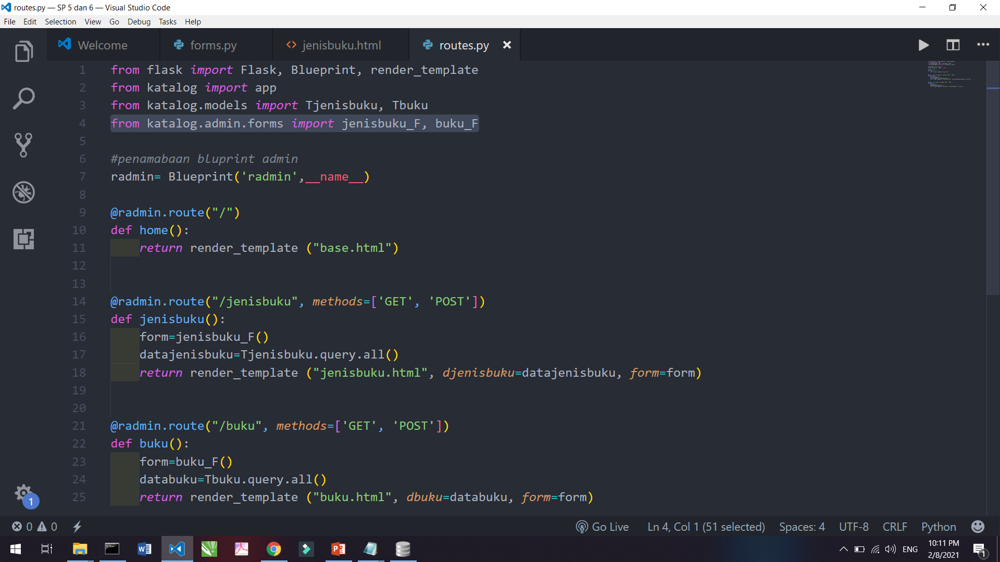 routes.py — SP 5 dan 6 — Visual Studio Code
File Edit Selection View Go Debug Tasks Help
Welcome forms.py jenisbuku.html routes.py
1 from flask import Flask, Blueprint, render_template
2 from katalog import app
3 from katalog.models import Tjenisbuku, Tbuku
4 from katalog.admin.forms import jenisbuku_F, buku_F
5
6 #penamabaan bluprint admin
7 radmin= Blueprint('radmin',__name__)
8
9 @radmin.route("/")
10 def home():
11 return render_template ("base.html")
12
13
14 @radmin.route("/jenisbuku", methods=['GET', 'POST'])
15 def jenisbuku():
16 form=jenisbuku_F()
17 datajenisbuku=Tjenisbuku.query.all()
18 return render_template ("jenisbuku.html", djenisbuku=datajenisbuku, form=form)
19
20
21 @radmin.route("/buku", methods=['GET', 'POST'])
22 def buku():
23 form=buku_F()
24 databuku=Tbuku.query.all()
25 return render_template ("buku.html", dbuku=databuku, form=form)
1
0 0 Go Live Ln 4, Col 1 (51 selected) Spaces: 4 UTF-8 CRLF Python
ENG 10:11 PM
2/8/2021
1